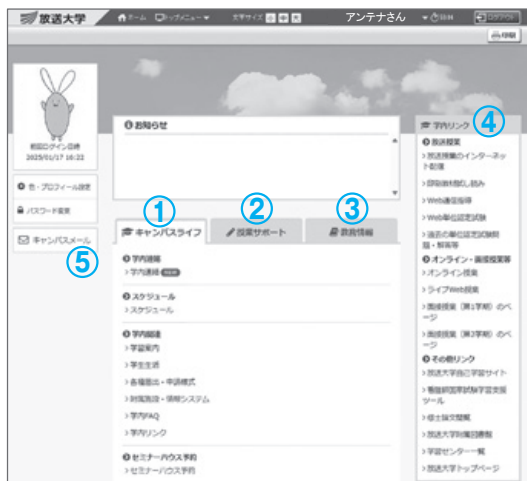 放送大学
ホーム
トップメニュー▼
文字サイズ 小 中 大
アンテナさん
ログアウト
印刷
前回ログイン日時
2025/01/17 16:22
色・プロフィール設定
パスワード変更
キャンパスメール
⑤
お知らせ
①
キャンパスライフ
②
授業サポート
③
教務情報
学内連絡
›学内連絡
スケジュール
›スケジュール
学内関連
›学習案内
›学生生活
›各種届出・申請様式
›附属施設・情報システム
›学内FAQ
›学内リンク
セミナーハウス予約
›セミナーハウス予約
学内リンク
④
放送授業
›放送授業のインターネッ
ト配信
›印刷教材試し読み
›Web通信指導
›Web単位認定試験
›過去の単位認定試験問
題・解答等
オンライン・面接授業等
›オンライン授業
›ライブWeb授業
›面接授業（第1学期）のペ
ージ
›面接授業（第2学期）のペ
ージ
その他リンク
›放送大学自己学習サイト
›看護師国家試験学習支援
ツール
›修士論文閲覧
›放送大学附属図書館
›学習センター一覧
›放送大学トップページ